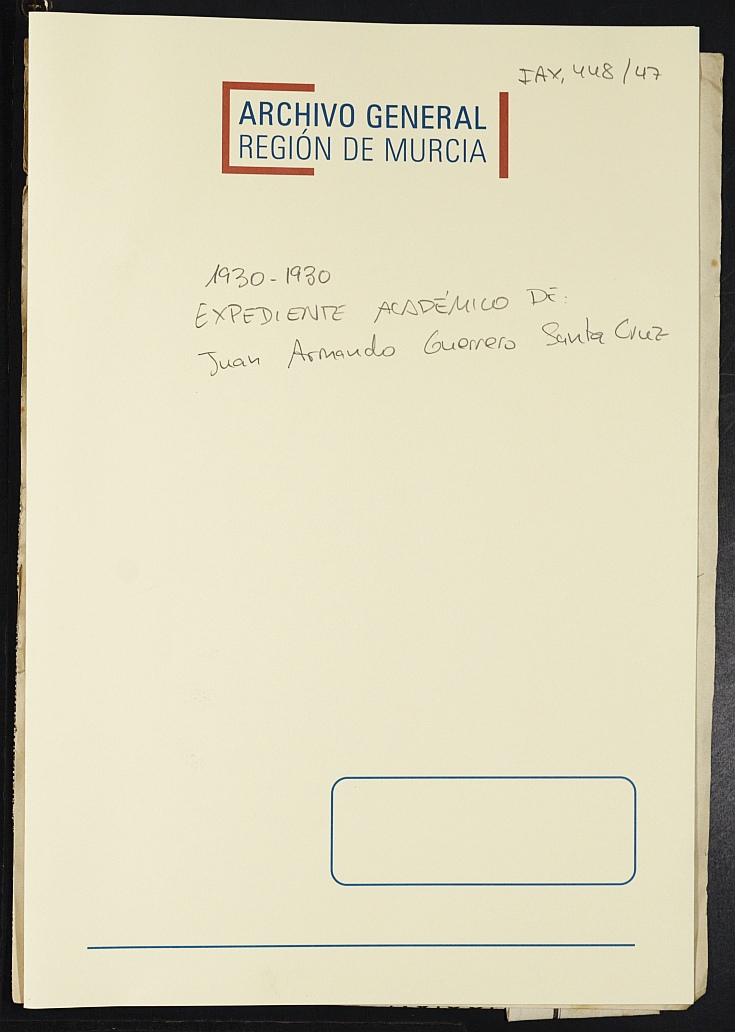 IAX, 448/47
ARCHIVO GENERAL
REGIÓN DE MURCIA
1930-1930
EXPEDIENTE ACADÉMICO DE:
Juan Armando Guerrero Santa Cruz